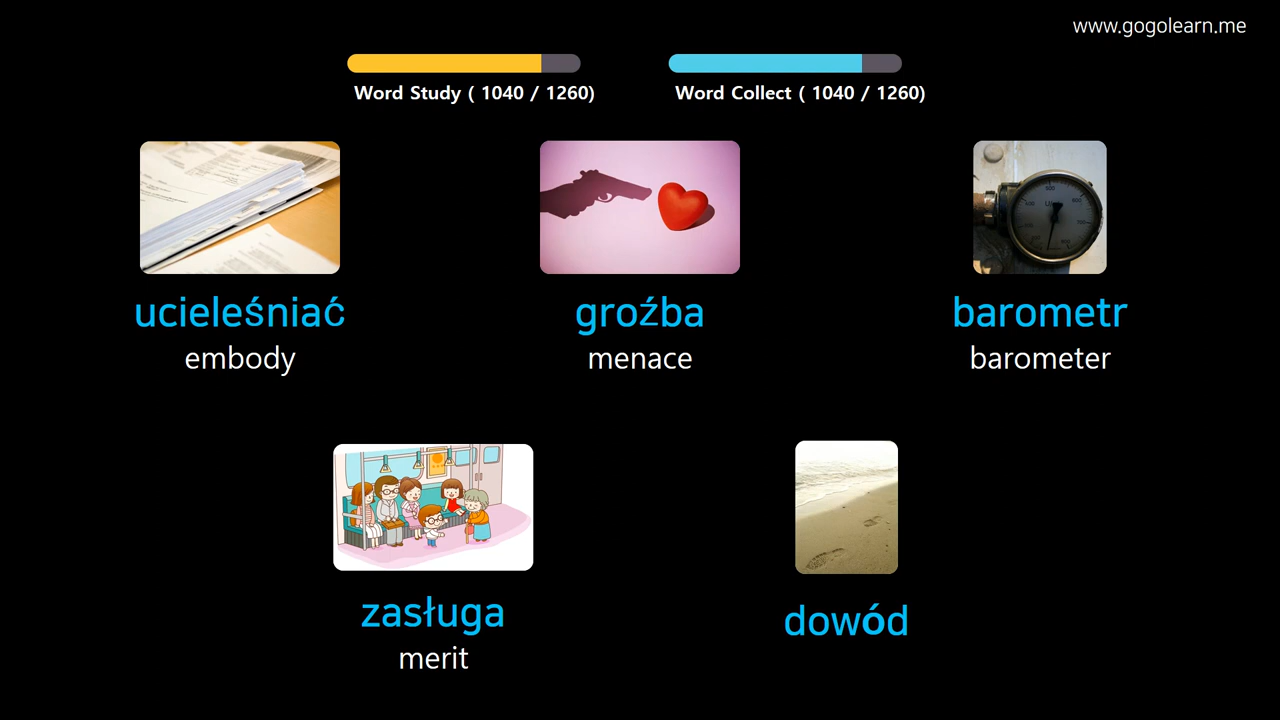 www.gogolearn.me
Word Study ( 1040 / 1260)
Word Collect ( 1040 / 1260)
ucieleśniać
embody
groźba
menace
barometr
barometer
zasługa
merit
dowód